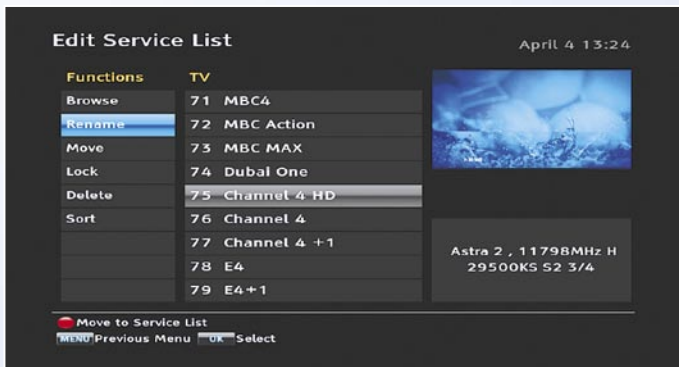 Edit Service List
April 4 13:24
Functions
TV
Browse
71 MBC4
Rename
72 MBC Action
Move
73 MBC MAX
Lock
74 Dubai One
Delete
75 Channel 4 HD
Sort
76 Channel 4
77 Channel 4 +1
78 E4
79 E4+1
Astra 2 , 11798MHz H
29500KS S2 3/4
Move to Service List
MENU Previous Menu OK Select